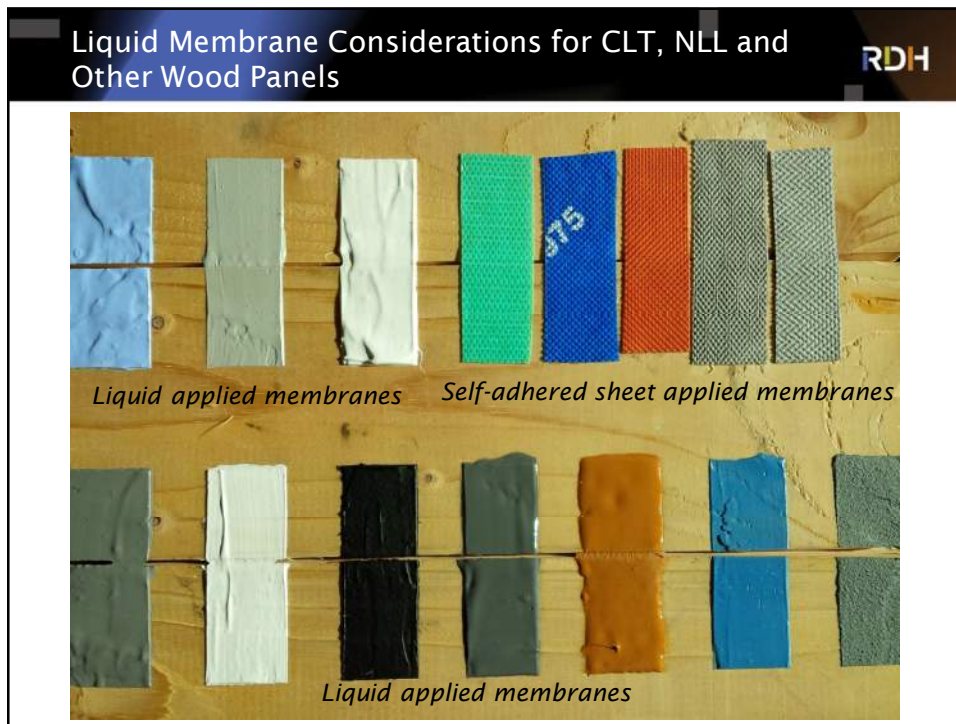 Liquid Membrane Considerations for CLT, NLL and
Other Wood Panels
RDH
J75
Liquid applied membranes
Self-adhered sheet applied membranes
Liquid applied membranes